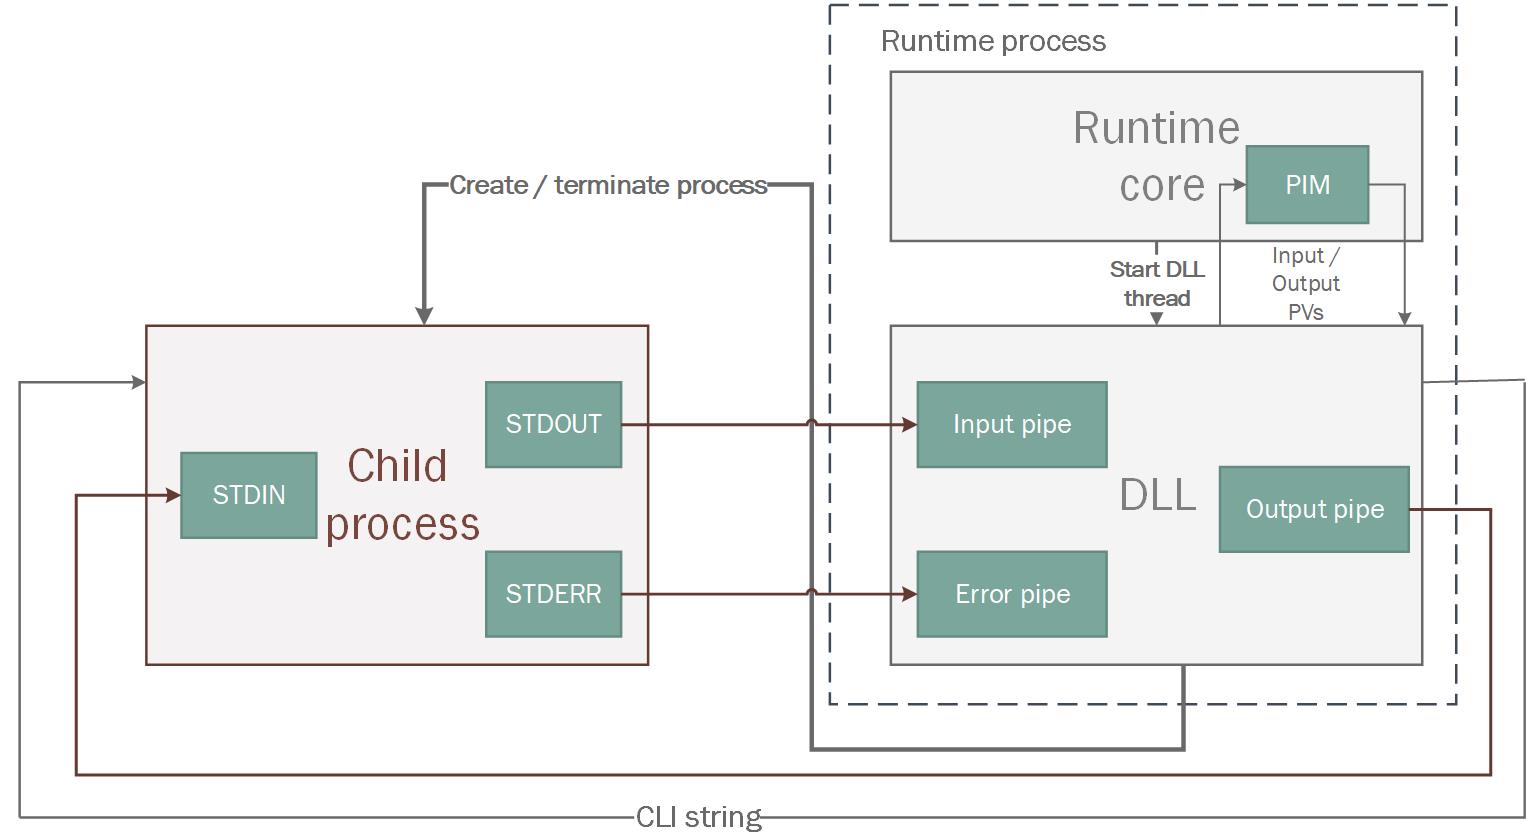 Runtime process
Runtime
core
PIM
Create / terminate process
Start DLL
thread
Input /
Output
PVs
STDOUT
Input pipe
Child
process
STDIN
DLL
Output pipe
STDERR
Error pipe
CLI string